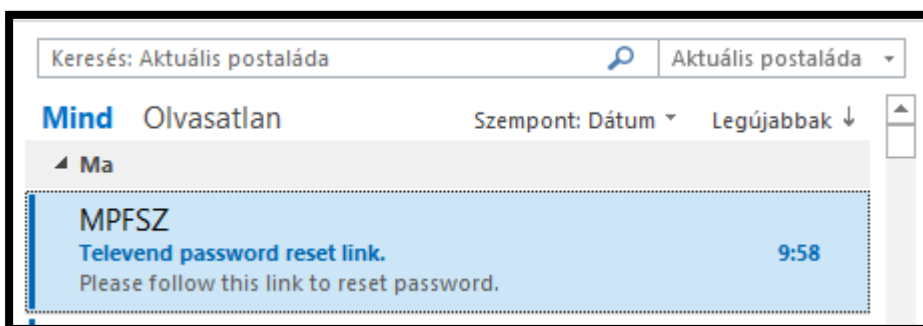 Keresés: Aktuális postaláda Aktuális postaláda
Mind Olvasatlan Szempont: Dátum Legújabbak
Ma
MPFSZ
Televend password reset link. 9:58
Please follow this link to reset password.